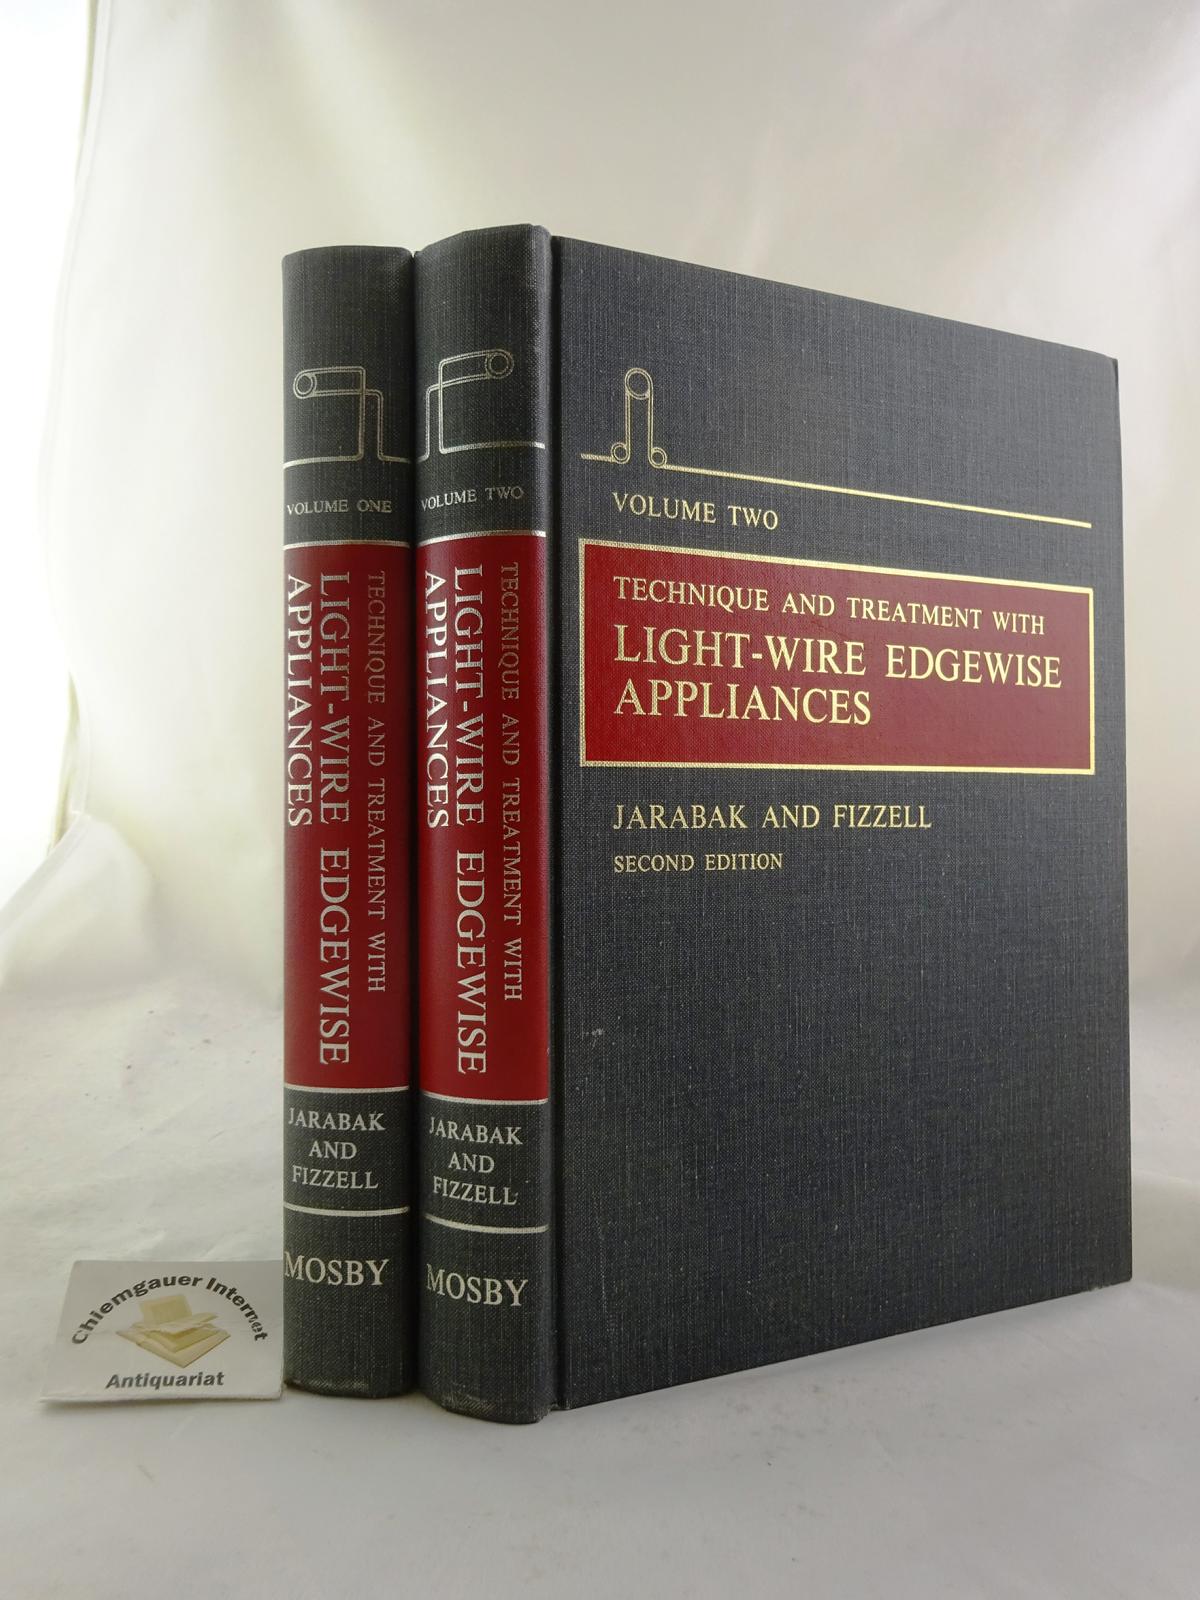 VOLUME ONE
TECHNIQUE AND TREATMENT WITH
LIGHT-WIRE EDGEWISE
APPLIANCES
JARABAK
AND
FIZZELL
MOSBY
VOLUME TWO
TECHNIQUE AND TREATMENT WITH
LIGHT-WIRE EDGEWISE
APPLIANCES
JARABAK
AND
FIZZELL
MOSBY
VOLUME TWO
TECHNIQUE AND TREATMENT WITH
LIGHT-WIRE EDGEWISE
APPLIANCES
JARABAK AND FIZZELL
SECOND EDITION
Chiemgauer Internet
Antiquariat